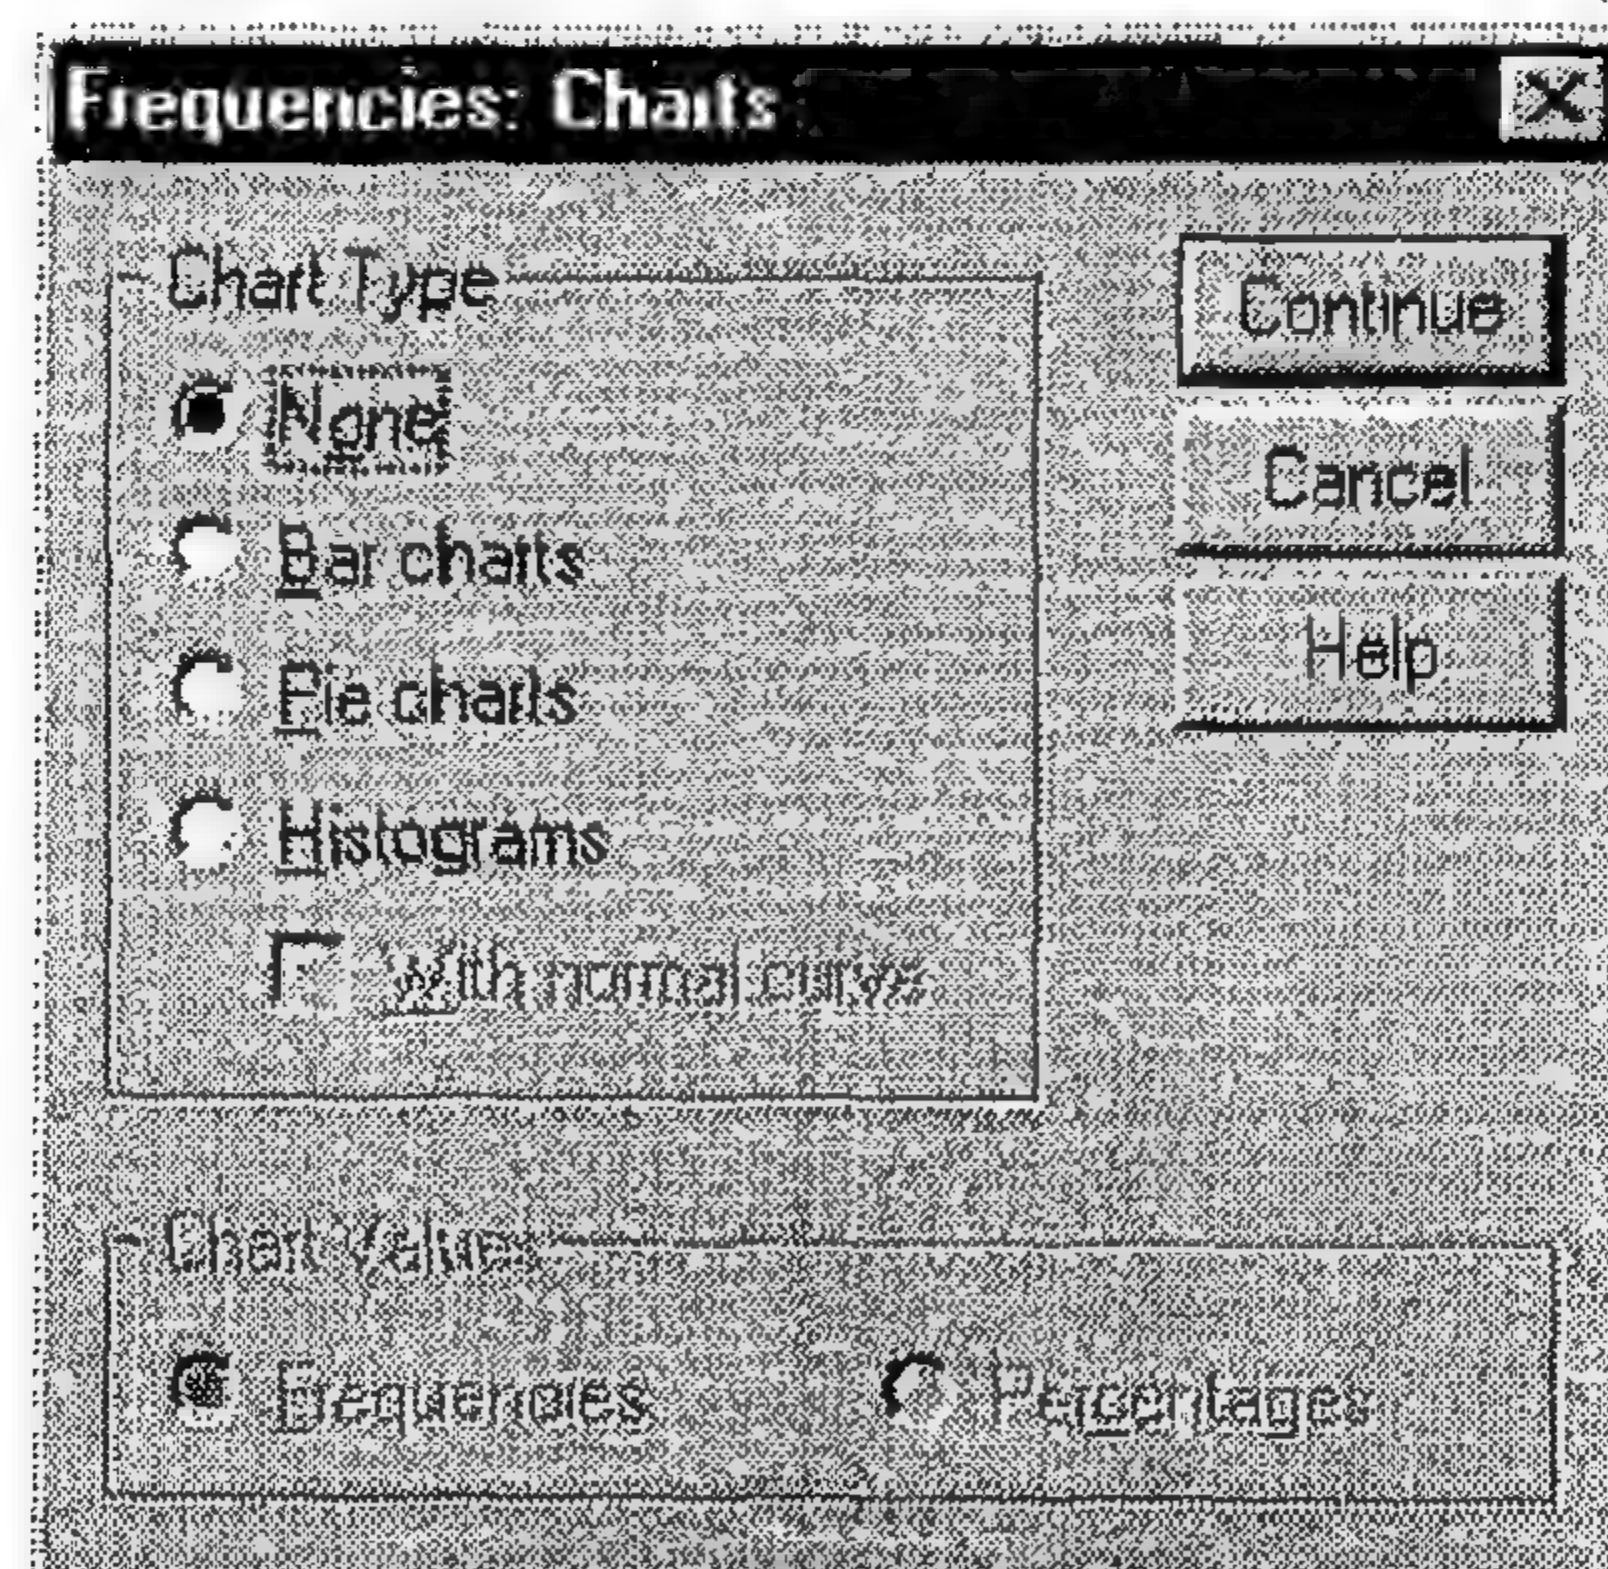 Frequencies: Charts
Chart Type
None
Bar charts
Pie charts
Histograms
With normal curve
Continue
Cancel
Help
Chart Values
Frequencies
Percentages